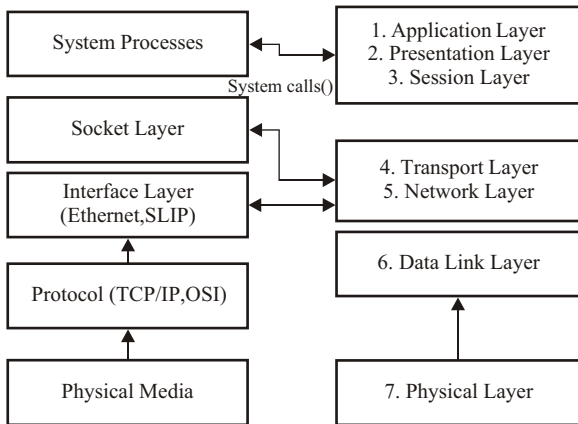 System Processes
1. Application Layer
2. Presentation Layer
3. Session Layer
System calls()
Socket Layer
4. Transport Layer
5. Network Layer
Interface Layer
(Ethernet,SLIP)
6. Data Link Layer
Protocol (TCP/IP,OSI)
Physical Media
7. Physical Layer